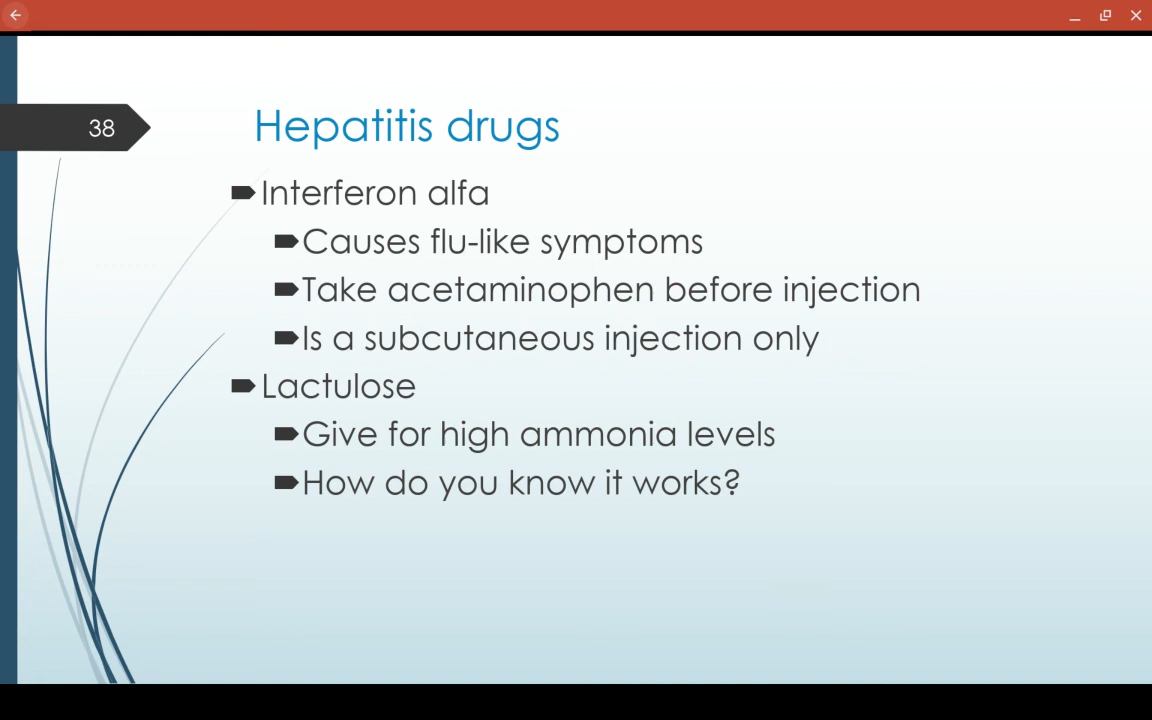 38
Hepatitis drugs
Interferon alfa
Causes flu-like symptoms
Take acetaminophen before injection
Is a subcutaneous injection only
Lactulose
Give for high ammonia levels
How do you know it works?